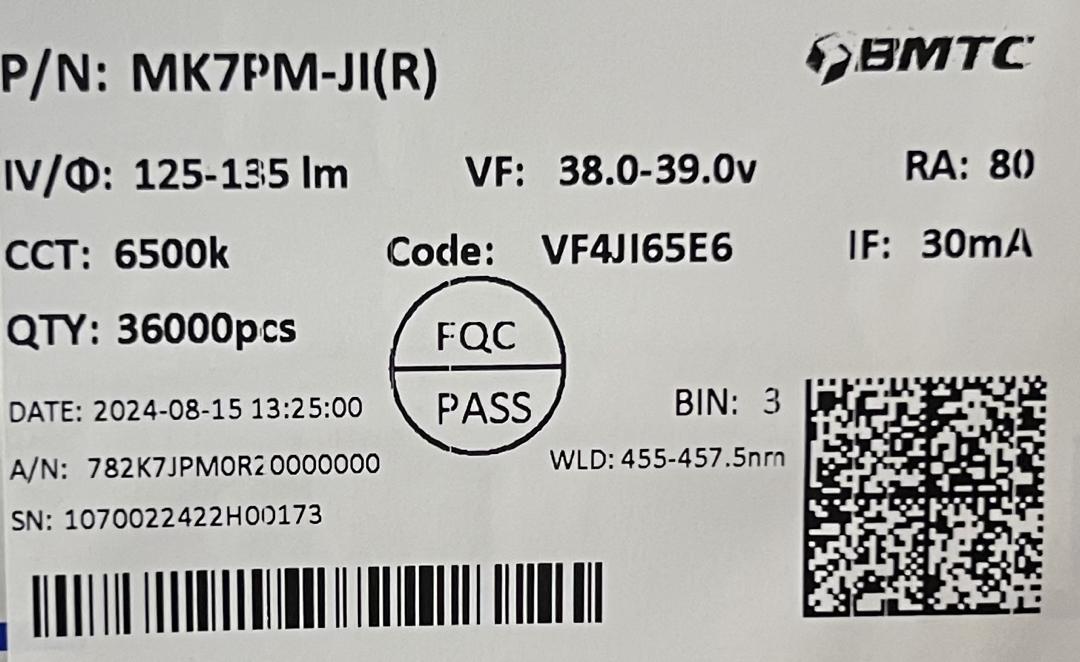 P/N: MK7PM-JI(R)
BMTC
IV/Φ: 125-135 lm VF: 38.0-39.0v RA: 80
CCT: 6500k Code: VF4JI65E6 IF: 30mA
QTY: 36000pcs
FQC
PASS
DATE: 2024-08-15 13:25:00 BIN: 3
A/N: 782K7JPM0R20000000 WLD: 455-457.5nm
SN: 1070022422H00173